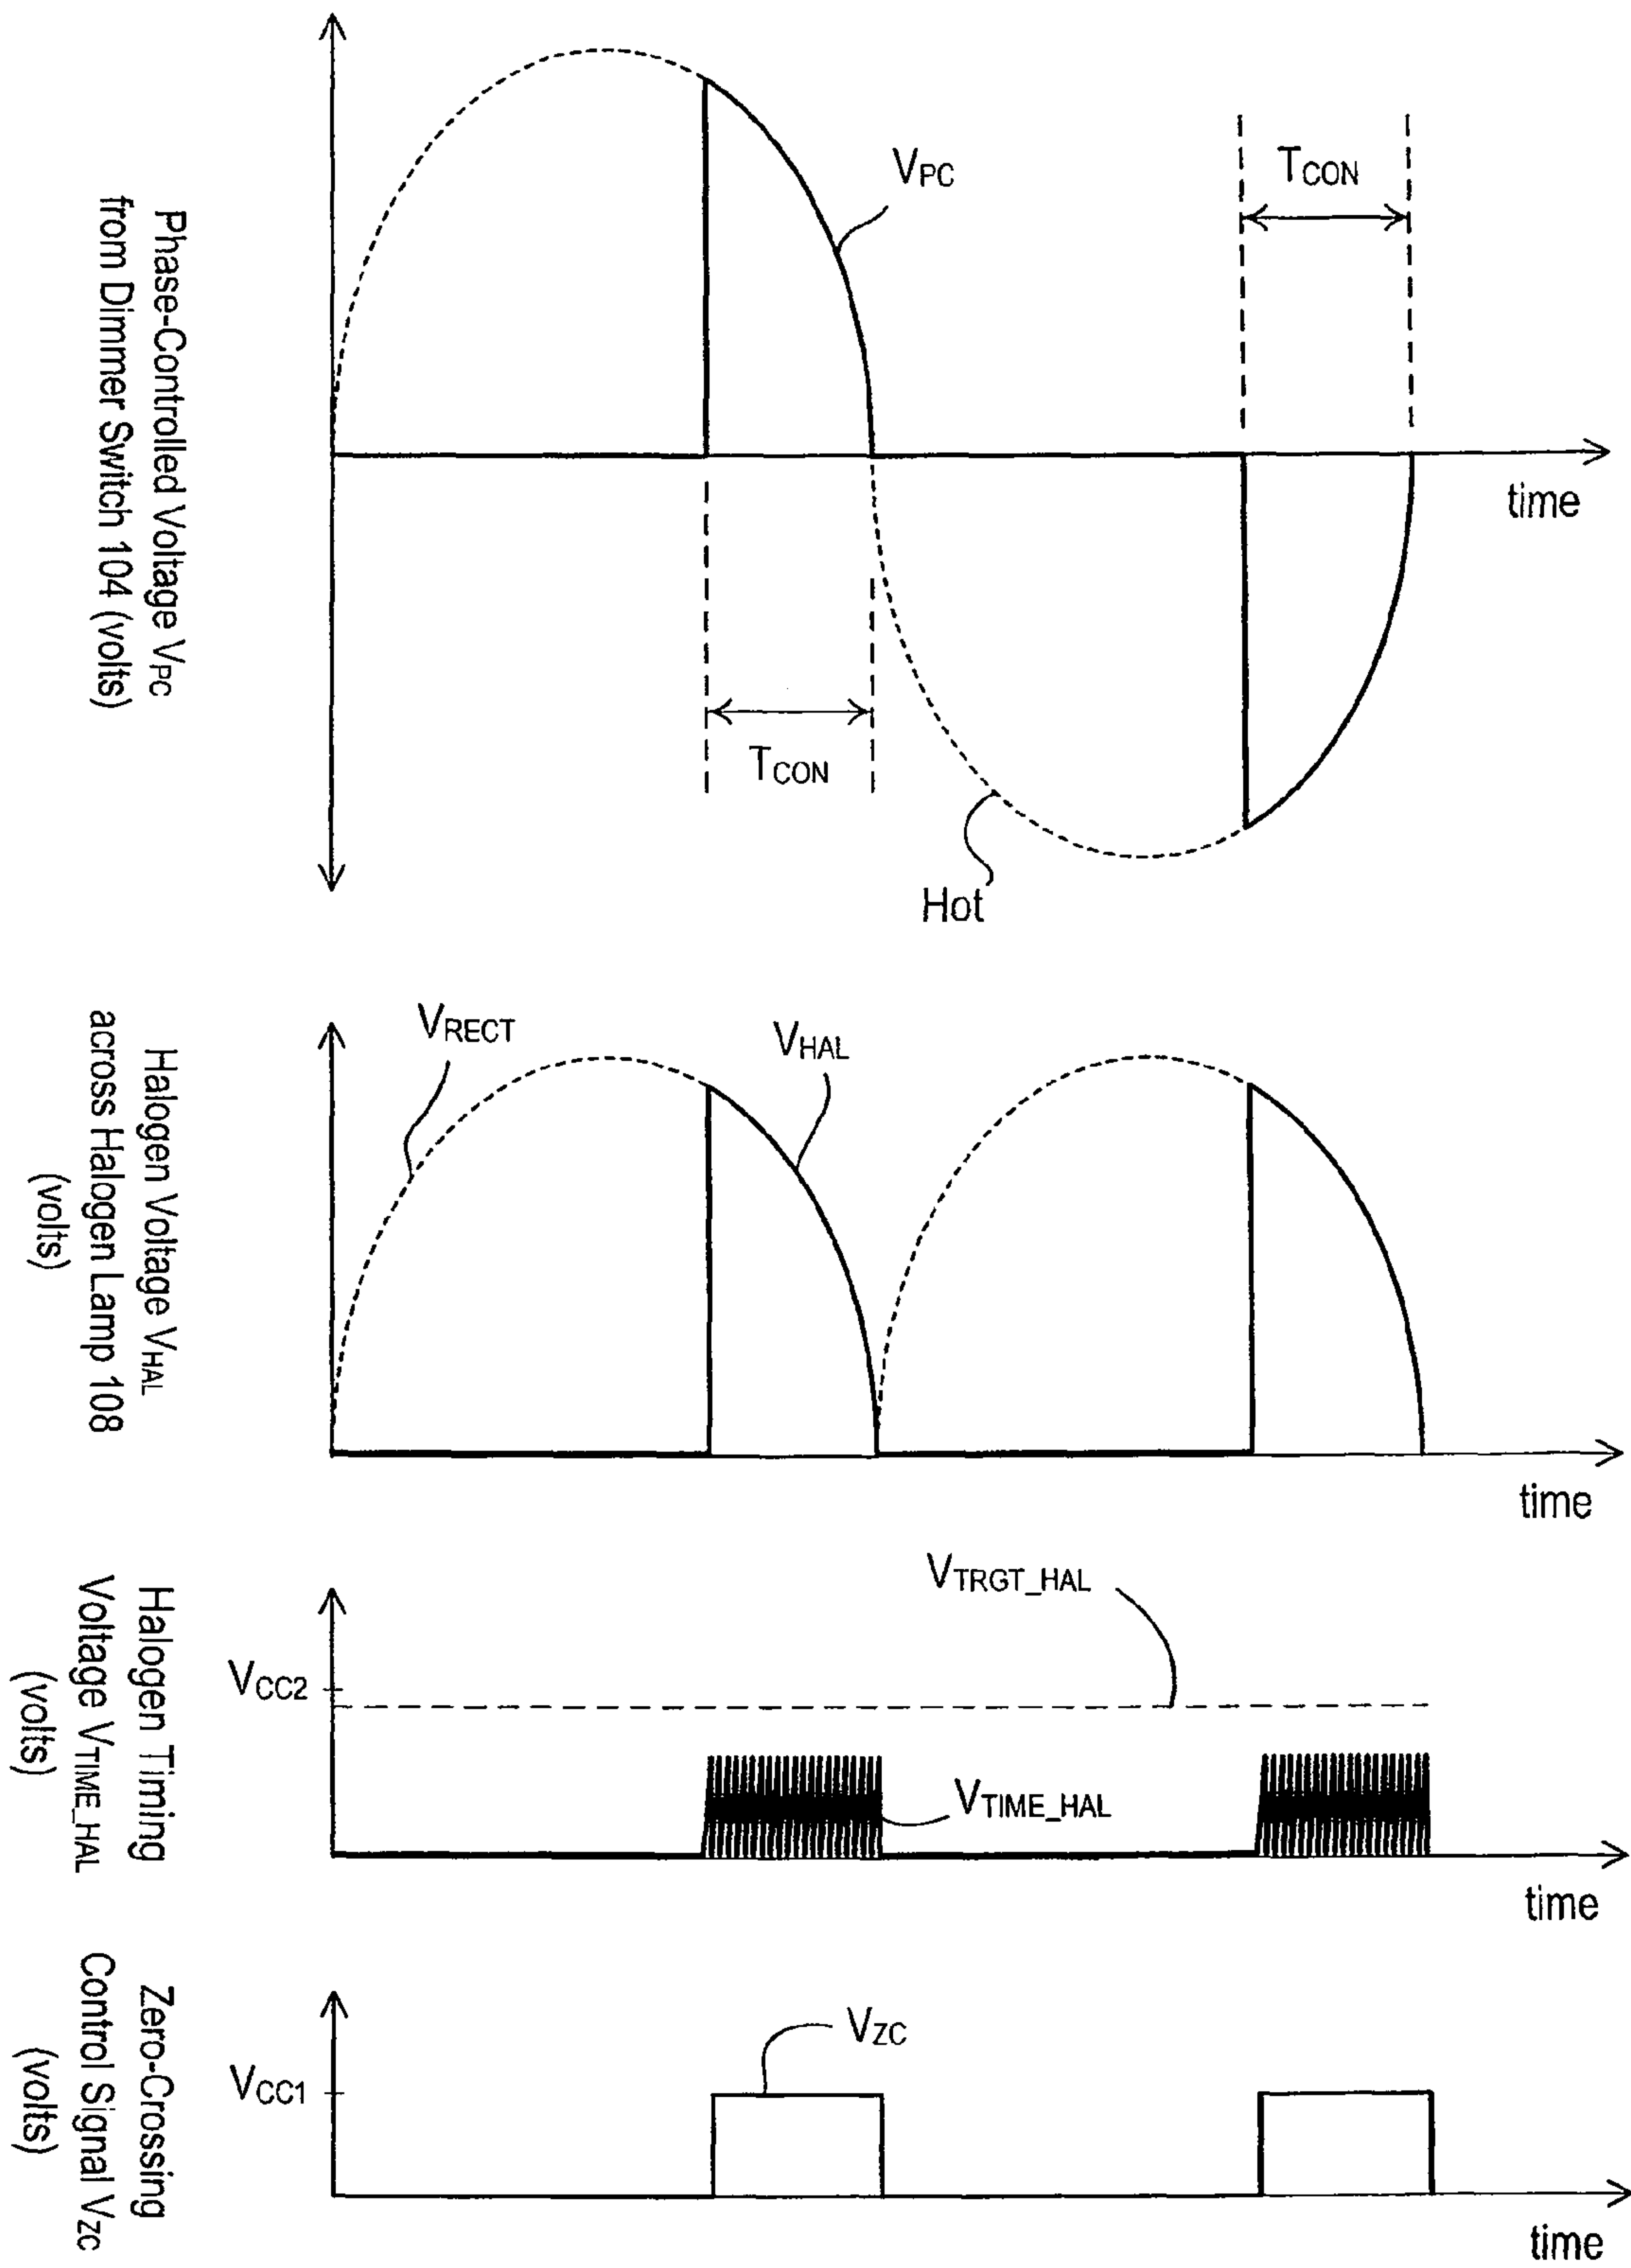 Phase-Controlled Voltage VPC
from Dimmer Switch 104 (volts)
VPC
TCON
time
TCON
Hot
Halogen Voltage VHAL
across Halogen Lamp 108
(volts)
VRECT
VHAL
time
Halogen Timing
Voltage VTIME_HAL
(volts)
VTRGT_HAL
VCC2
VTIME_HAL
time
Zero-Crossing
Control Signal VZC
(volts)
VZC
VCC1
time